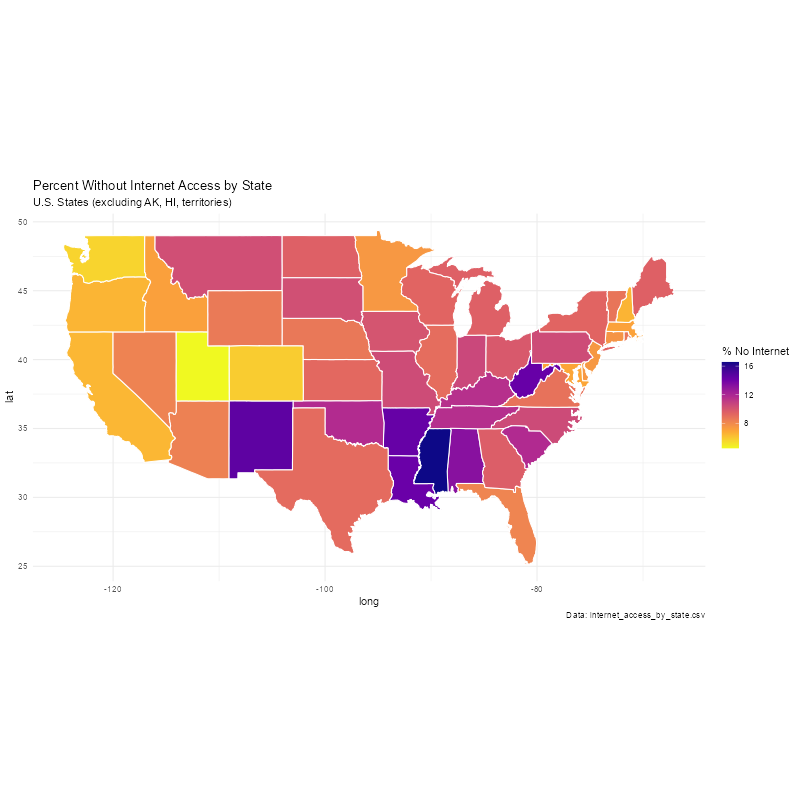 Percent Without Internet Access by State
U.S. States (excluding AK, HI, territories)
50
45
40
35
30
25
lat
-120
-100
-80
long
% No Internet
16
12
8
Data: internet_access_by_state.csv